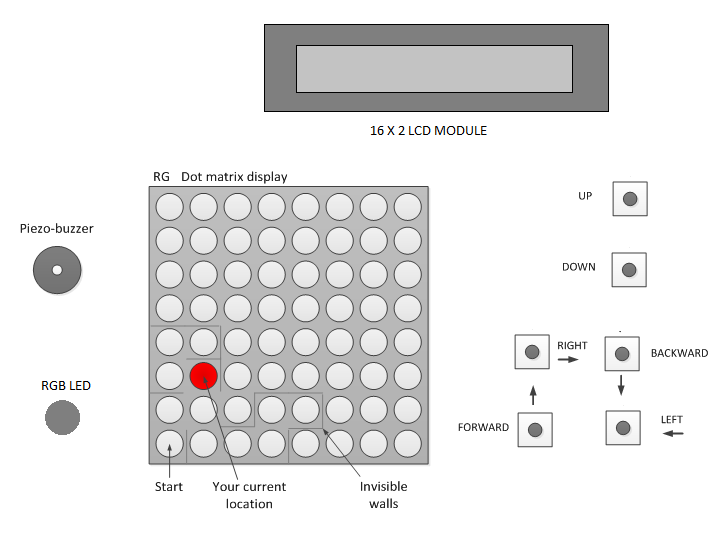 16 X 2 LCD MODULE
RG Dot matrix display
Piezo-buzzer
RGB LED
UP
DOWN
RIGHT
BACKWARD
FORWARD
LEFT
Start
Your current
location
Invisible
walls